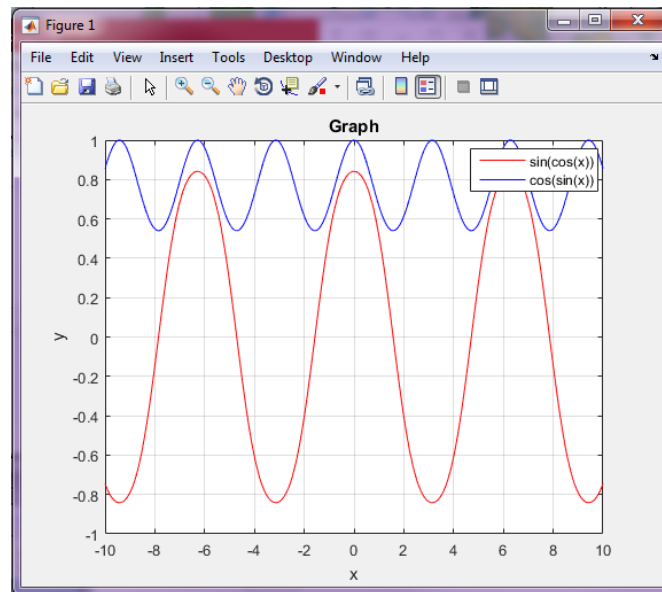 Figure 1
File Edit View Insert Tools Desktop Window Help
Graph
sin(cos(x))
cos(sin(x))
1
0.8
0.6
0.4
0.2
0
-0.2
-0.4
-0.6
-0.8
-1
y
-10 -8 -6 -4 -2 0 2 4 6 8 10
x